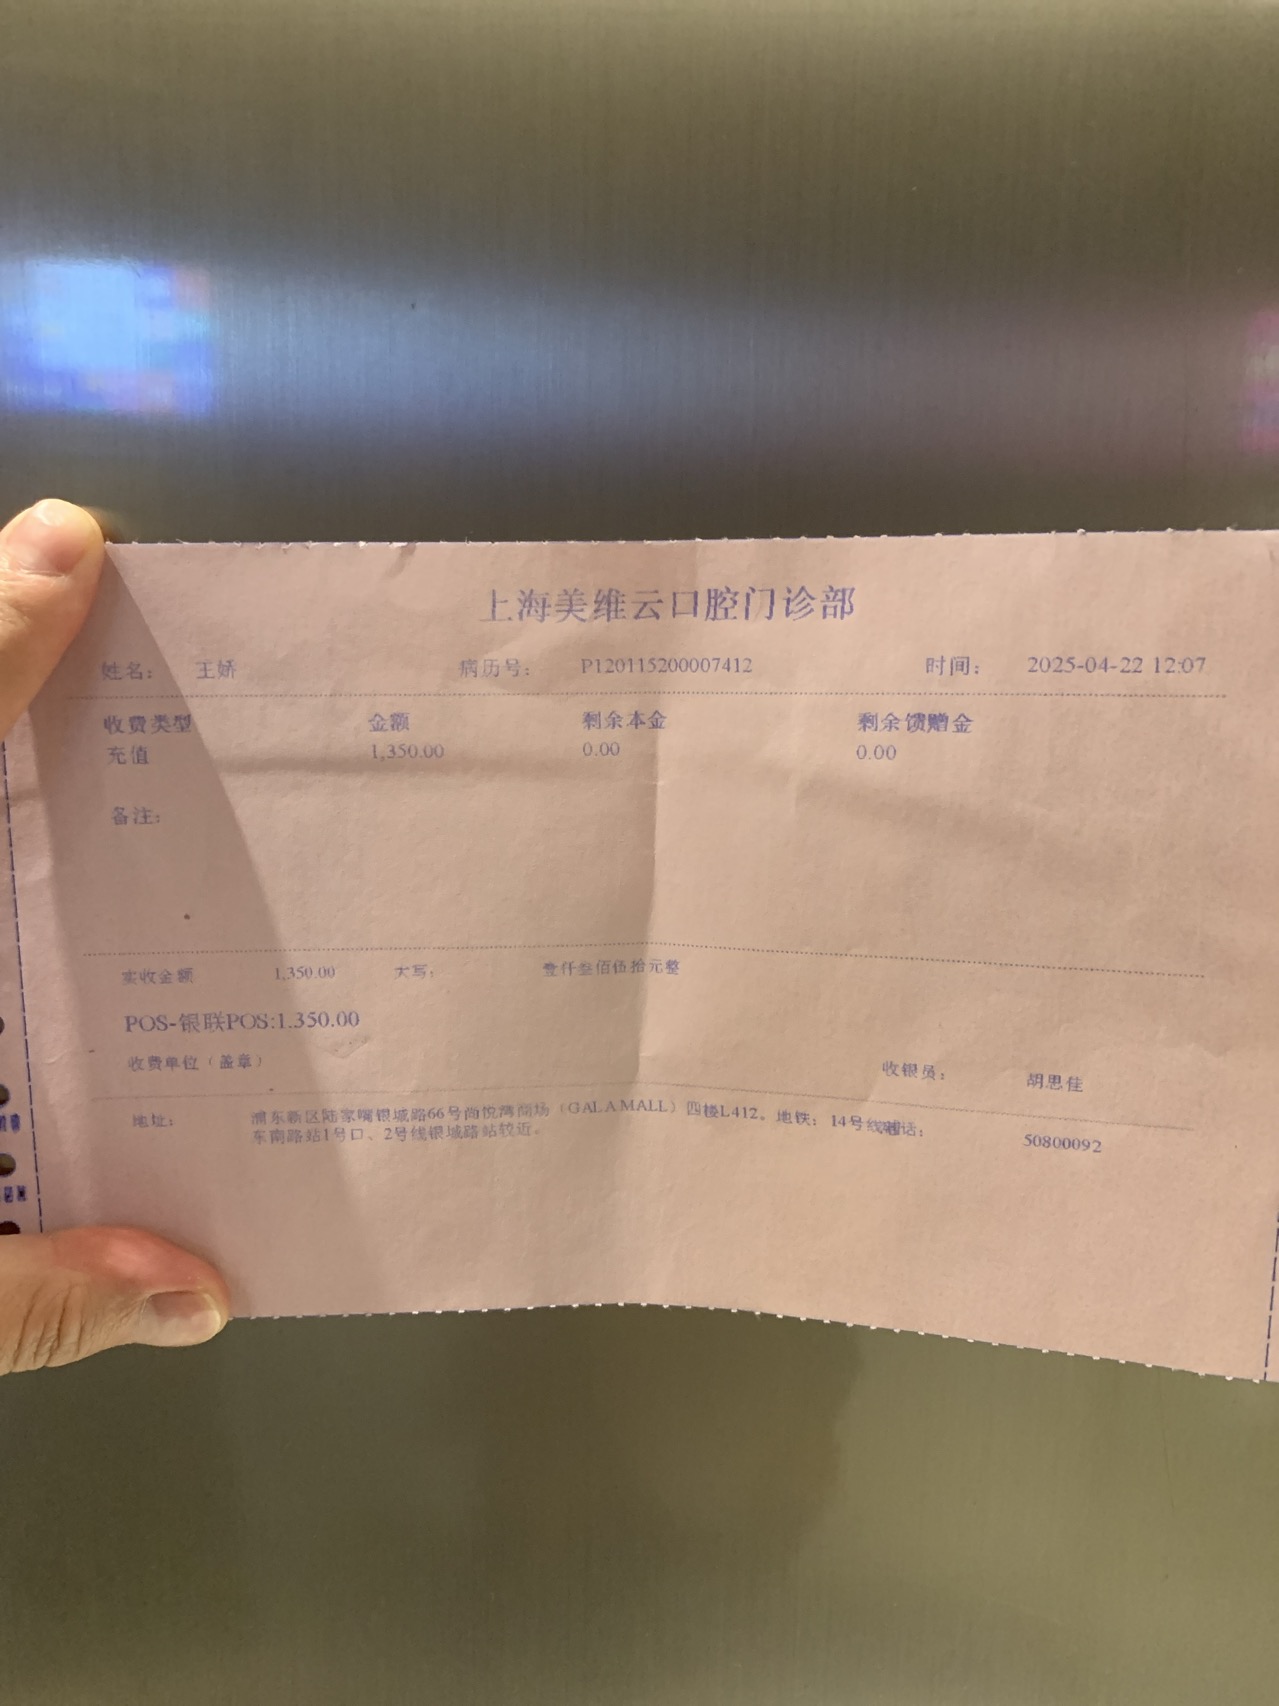 上海美维云口腔门诊部
姓名： 王娇 病历号： P120115200007412 时间： 2025-04-22 12:07
收费类型 金额 剩余本金 剩余馈赠金
充值 1,350.00 0.00 0.00
备注：
实收金额 1,350.00 大写： 壹仟叁佰伍拾元整
POS-银联POS:1.350.00
收费单位（盖章） 收银员： 胡思佳
地址： 浦东新区陆家嘴银城路66号尚悦湾商场（GALAMALL）四楼L412。地铁：14号线 话： 50800092
东南路站1号口、2号线银城路站较近。